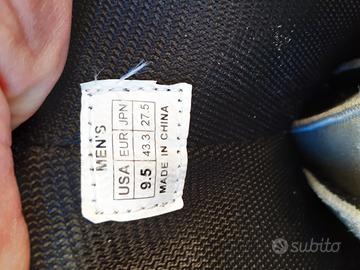 MEN'S
USA EUR JPN
9.5 43.3 27.5
MADE IN CHINA
subito